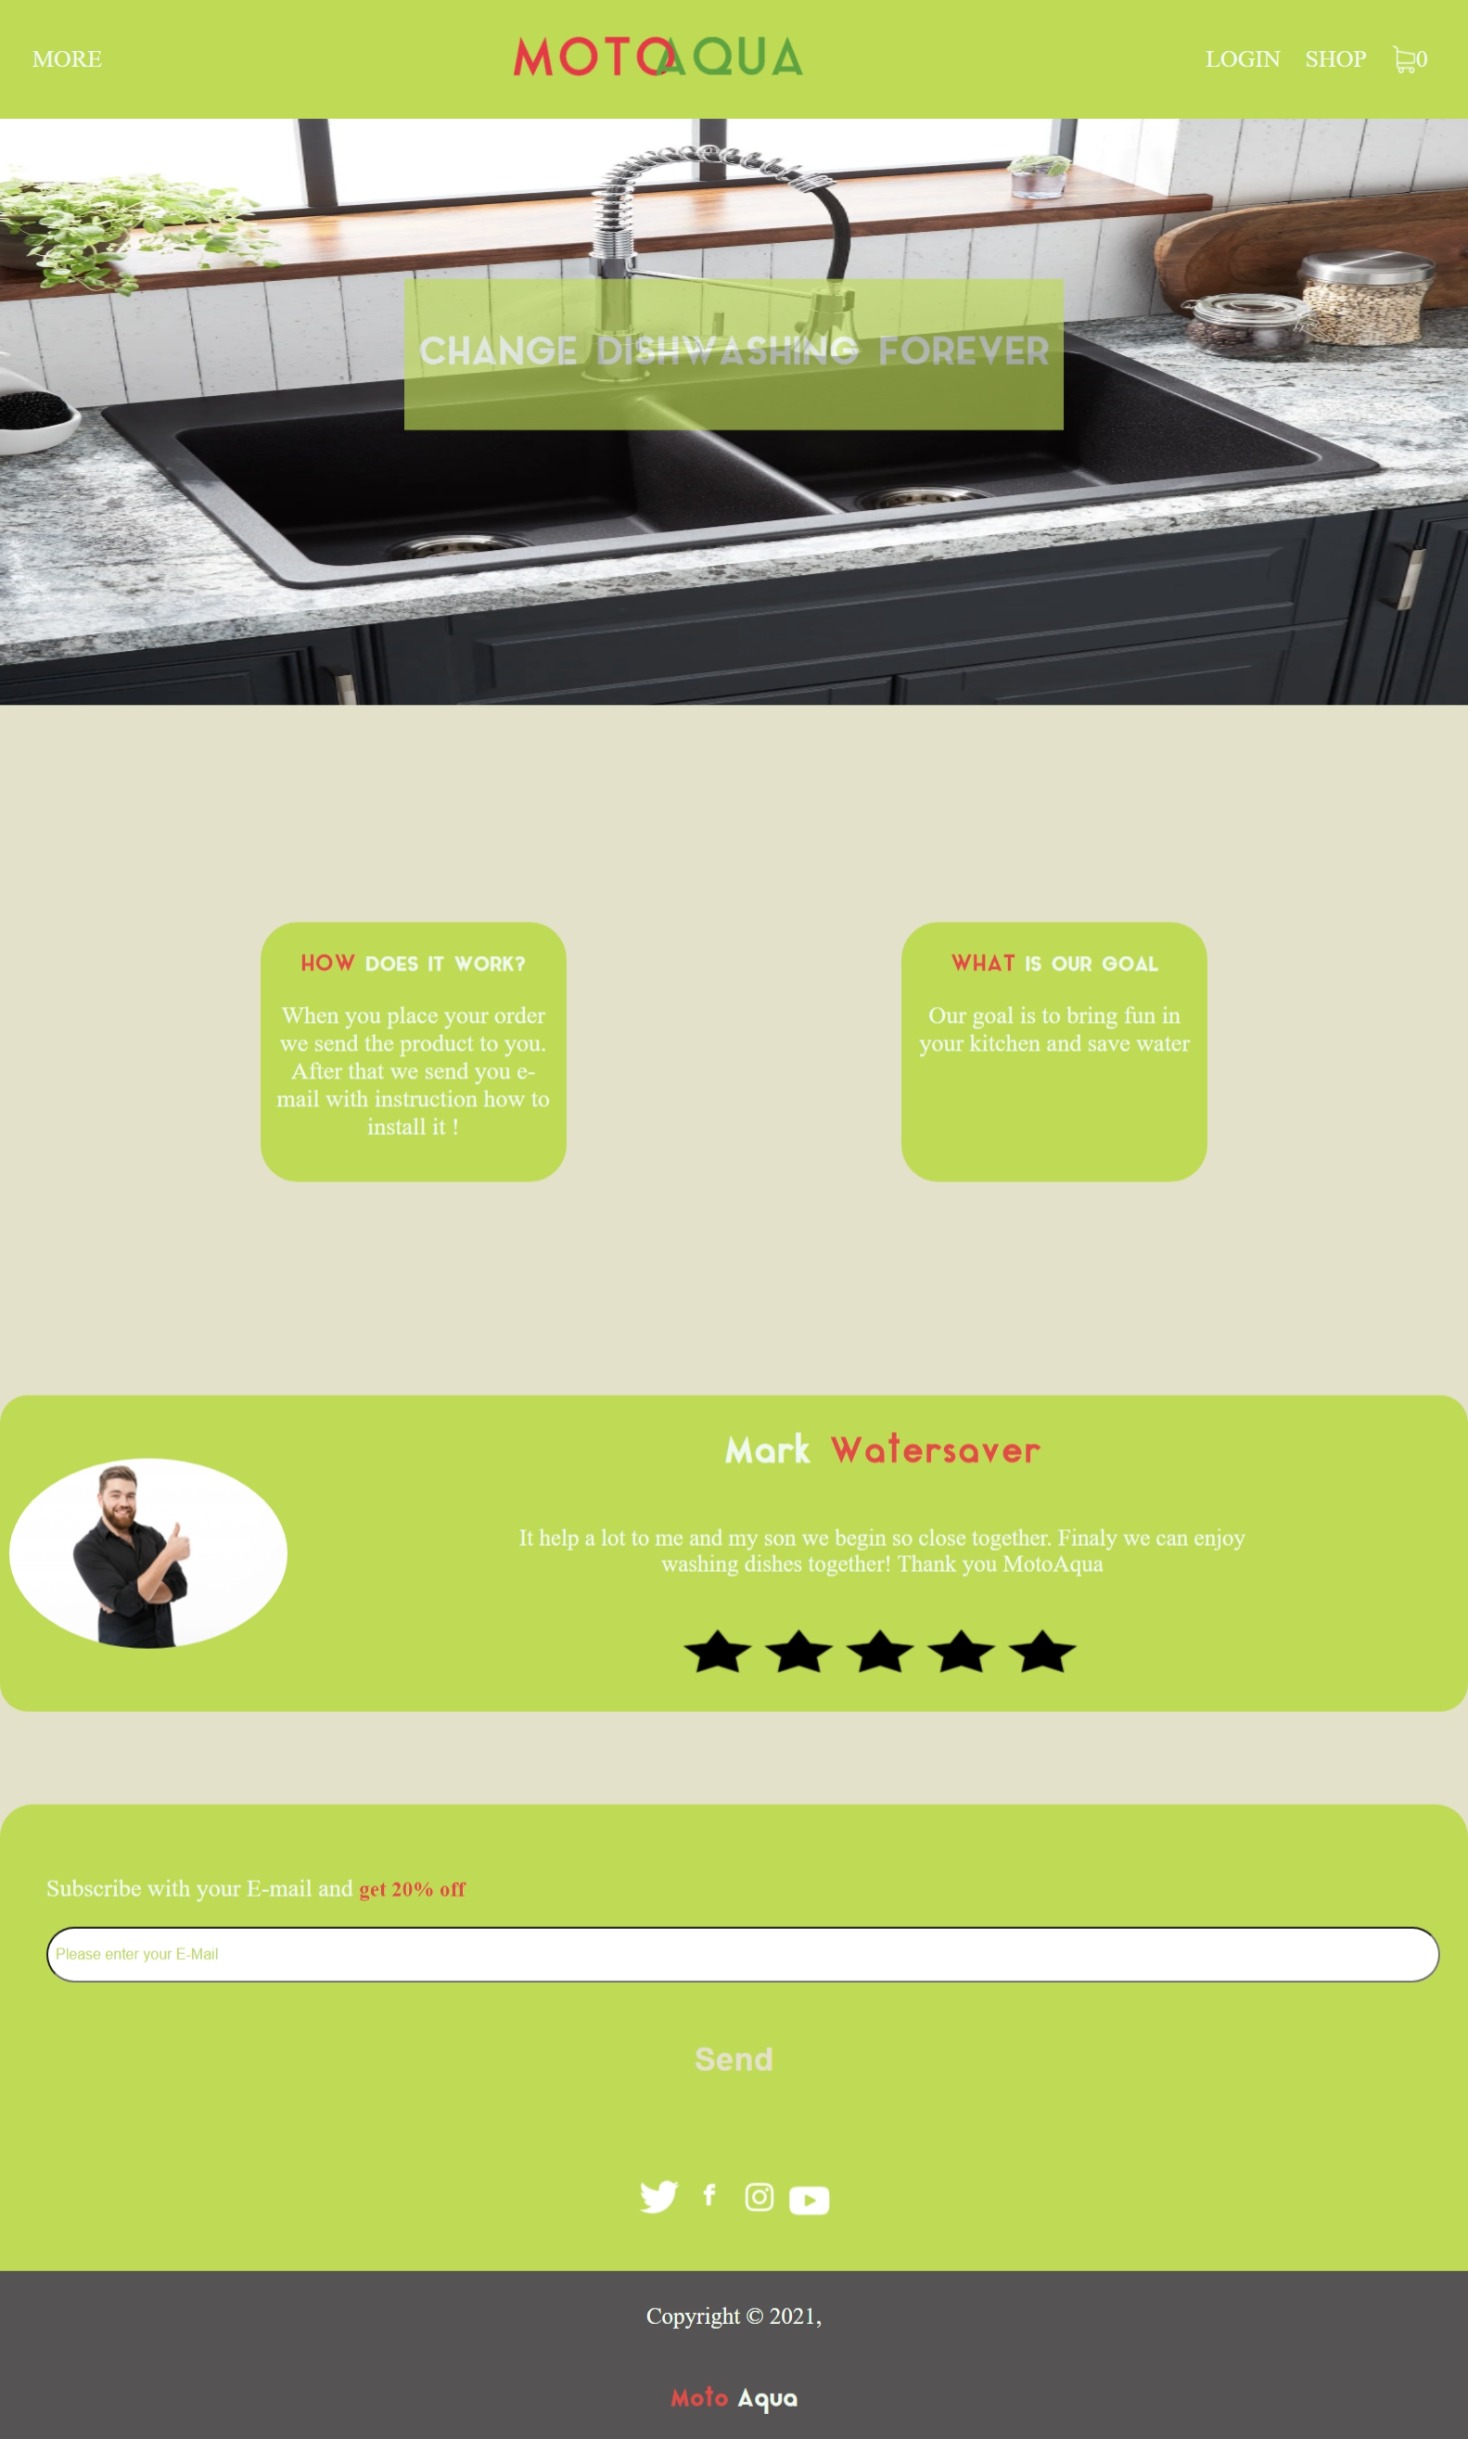 MORE
MOTOAQUA
LOGIN SHOP 0
CHANGE DISHWASHING FOREVER
HOW DOES IT WORK?
When you place your order
we send the product to you.
After that we send you e-
mail with instruction how to
install it !
WHAT IS OUR GOAL
Our goal is to bring fun in
your kitchen and save water
Mark Watersaver
It help a lot to me and my son we begin so close together. Finaly we can enjoy
washing dishes together! Thank you MotoAqua
Subscribe with your E-mail and get 20% off
Please enter your E-Mail
Send
Copyright © 2021,
Moto Aqua